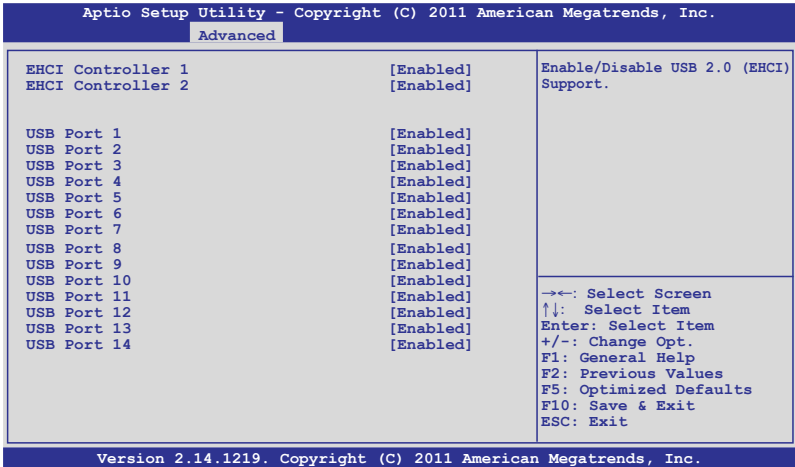 Aptio Setup Utility - Copyright (C) 2011 American Megatrends, Inc.
Advanced
EHCI Controller 1 [Enabled]
EHCI Controller 2 [Enabled]
USB Port 1 [Enabled]
USB Port 2 [Enabled]
USB Port 3 [Enabled]
USB Port 4 [Enabled]
USB Port 5 [Enabled]
USB Port 6 [Enabled]
USB Port 7 [Enabled]
USB Port 8 [Enabled]
USB Port 9 [Enabled]
USB Port 10 [Enabled]
USB Port 11 [Enabled]
USB Port 12 [Enabled]
USB Port 13 [Enabled]
USB Port 14 [Enabled]
Enable/Disable USB 2.0 (EHCI)
Support.
→←: Select Screen
↑↓: Select Item
Enter: Select Item
+/-: Change Opt.
F1: General Help
F2: Previous Values
F5: Optimized Defaults
F10: Save & Exit
ESC: Exit
Version 2.14.1219. Copyright (C) 2011 American Megatrends, Inc.